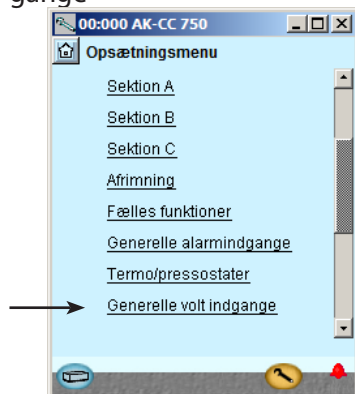 gange
00:000 AK-CC 750
Opsætningsmenu
Sektion A
Sektion B
Sektion C
Afrimning
Fælles funktioner
Generelle alarmindgange
Termo/pressostater
Generelle volt indgange